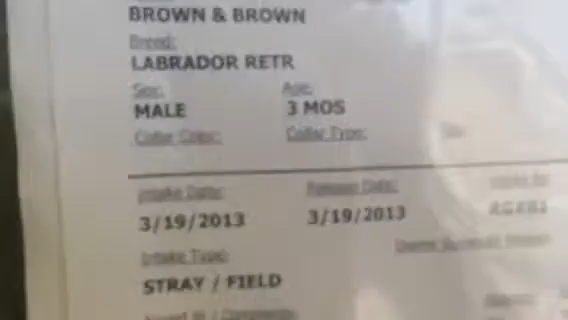 BROWN & BROWN
Breed:
LABRADOR RETR
Sex: Age:
MALE 3 MOS
Collar Color: Collar Type:
Intake Date: Release Date:
3/19/2013 3/19/2013
Intake Type:
STRAY / FIELD